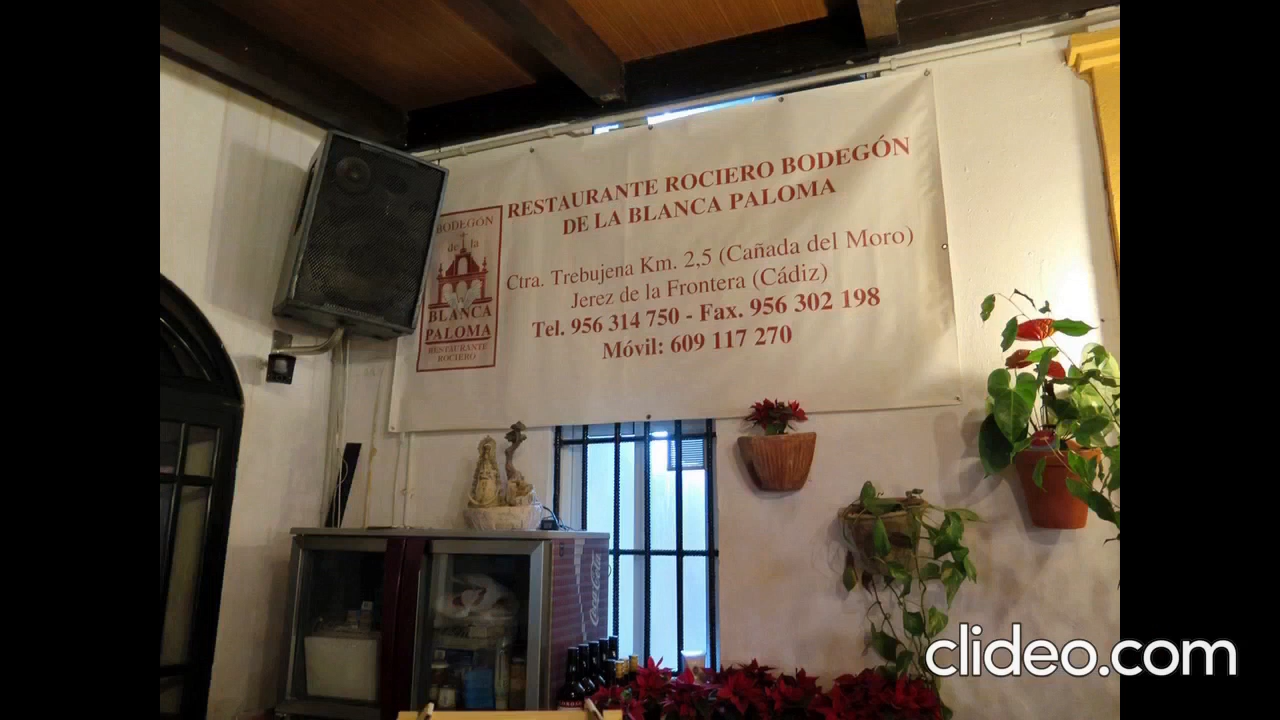 RESTAURANTE ROCIERO BODEGÓN
DE LA BLANCA PALOMA
Ctra. Trebujena Km. 2,5 (Cañada del Moro)
Jerez de la Frontera (Cádiz)
Tel. 956 314 750 - Fax. 956 302 198
Móvil: 609 117 270
BODEGÓN
de la
BLANCA
PALOMA
RESTAURANTE
ROCIERO
Coca-Cola
clideo.com